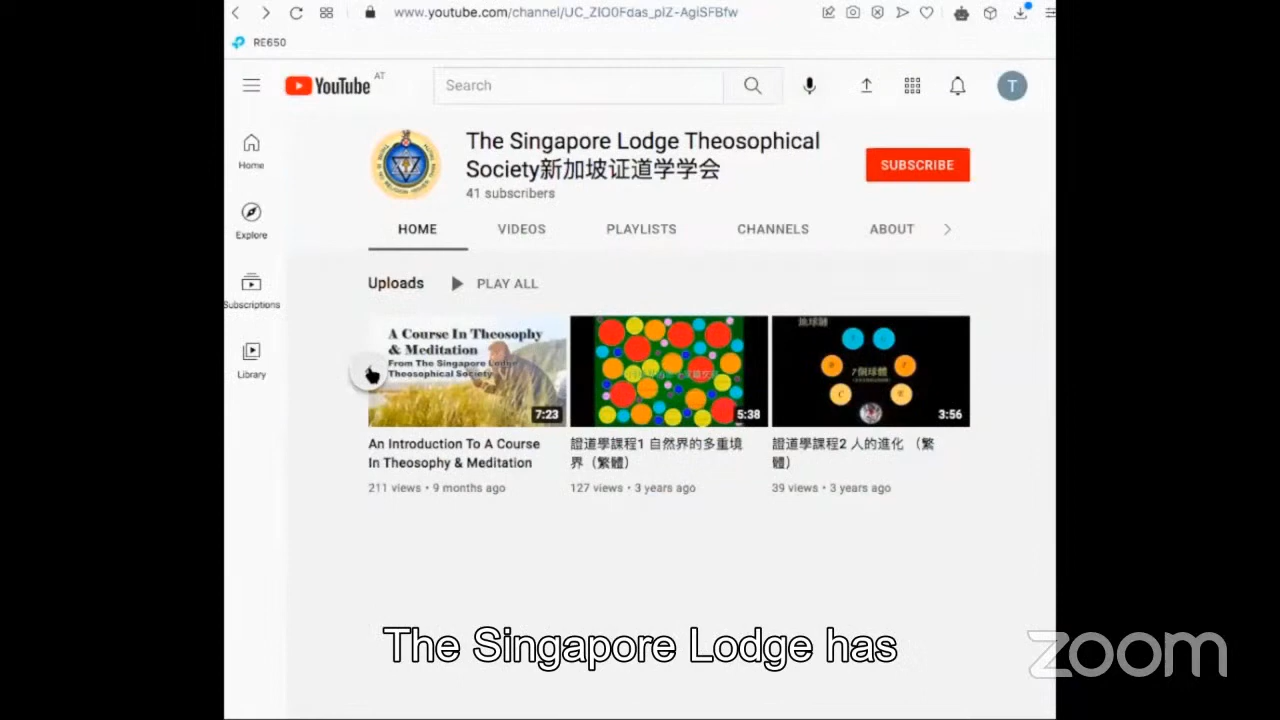 www.youtube.com/channel/UC_ZIO0Fdas_pIZ-AgiSFBfw
RE650
YouTube AT
Search
T
The Singapore Lodge Theosophical
Society新加坡证道学学会
41 subscribers
SUBSCRIBE
HOME VIDEOS PLAYLISTS CHANNELS ABOUT
Home
Explore
Subscriptions
Library
Uploads PLAY ALL
A Course In Theosophy
& Meditation
From The Singapore Lodge
Theosophical Society
7:23
5:38
7個球體
3:56
An Introduction To A Course
In Theosophy & Meditation
211 views • 9 months ago
證道學課程1 自然界的多重境
界（繁體）
127 views • 3 years ago
證道學課程2 人的進化 （繁
體）
39 views • 3 years ago
The Singapore Lodge has
zoom